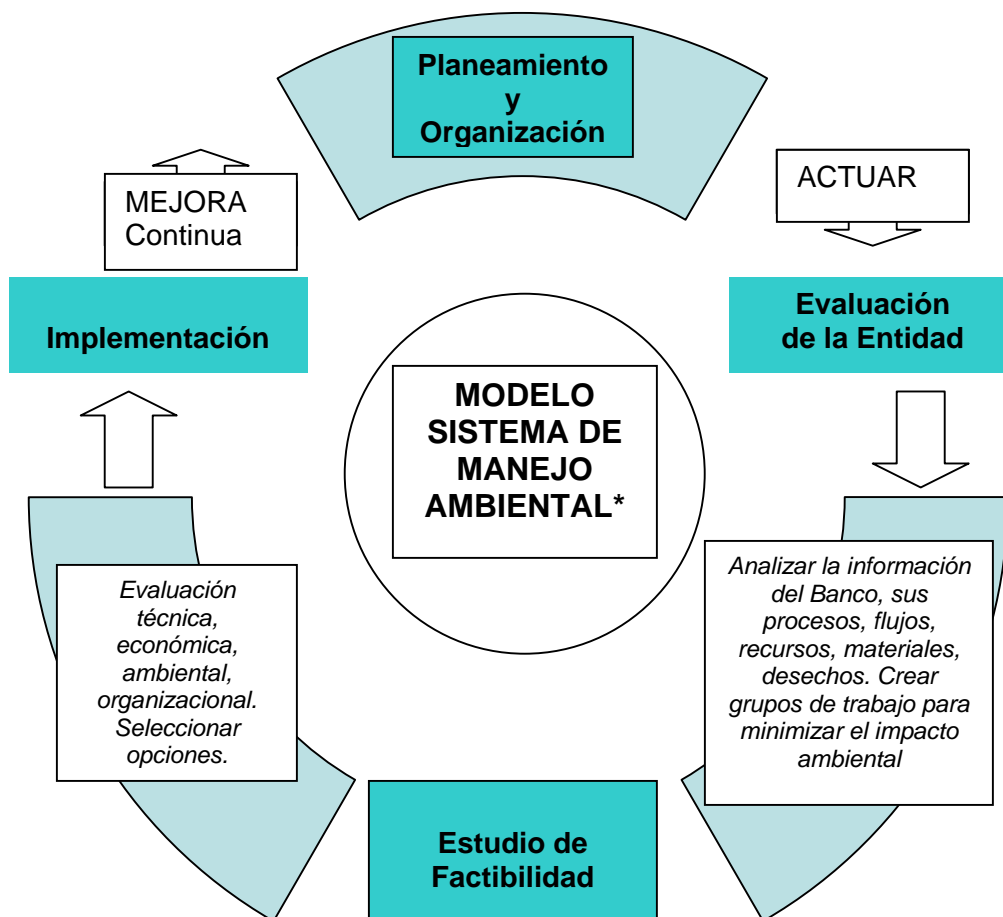 Planeamiento
y
Organización
ACTUAR
MEJORA
Continua
Evaluación
de la Entidad
Implementación
MODELO
SISTEMA DE
MANEJO
AMBIENTAL*
Analizar la información
del Banco, sus
procesos, flujos,
recursos, materiales,
desechos. Crear
grupos de trabajo para
minimizar el impacto
ambiental
Evaluación
técnica,
económica,
ambiental,
organizacional.
Seleccionar
opciones.
Estudio de
Factibilidad